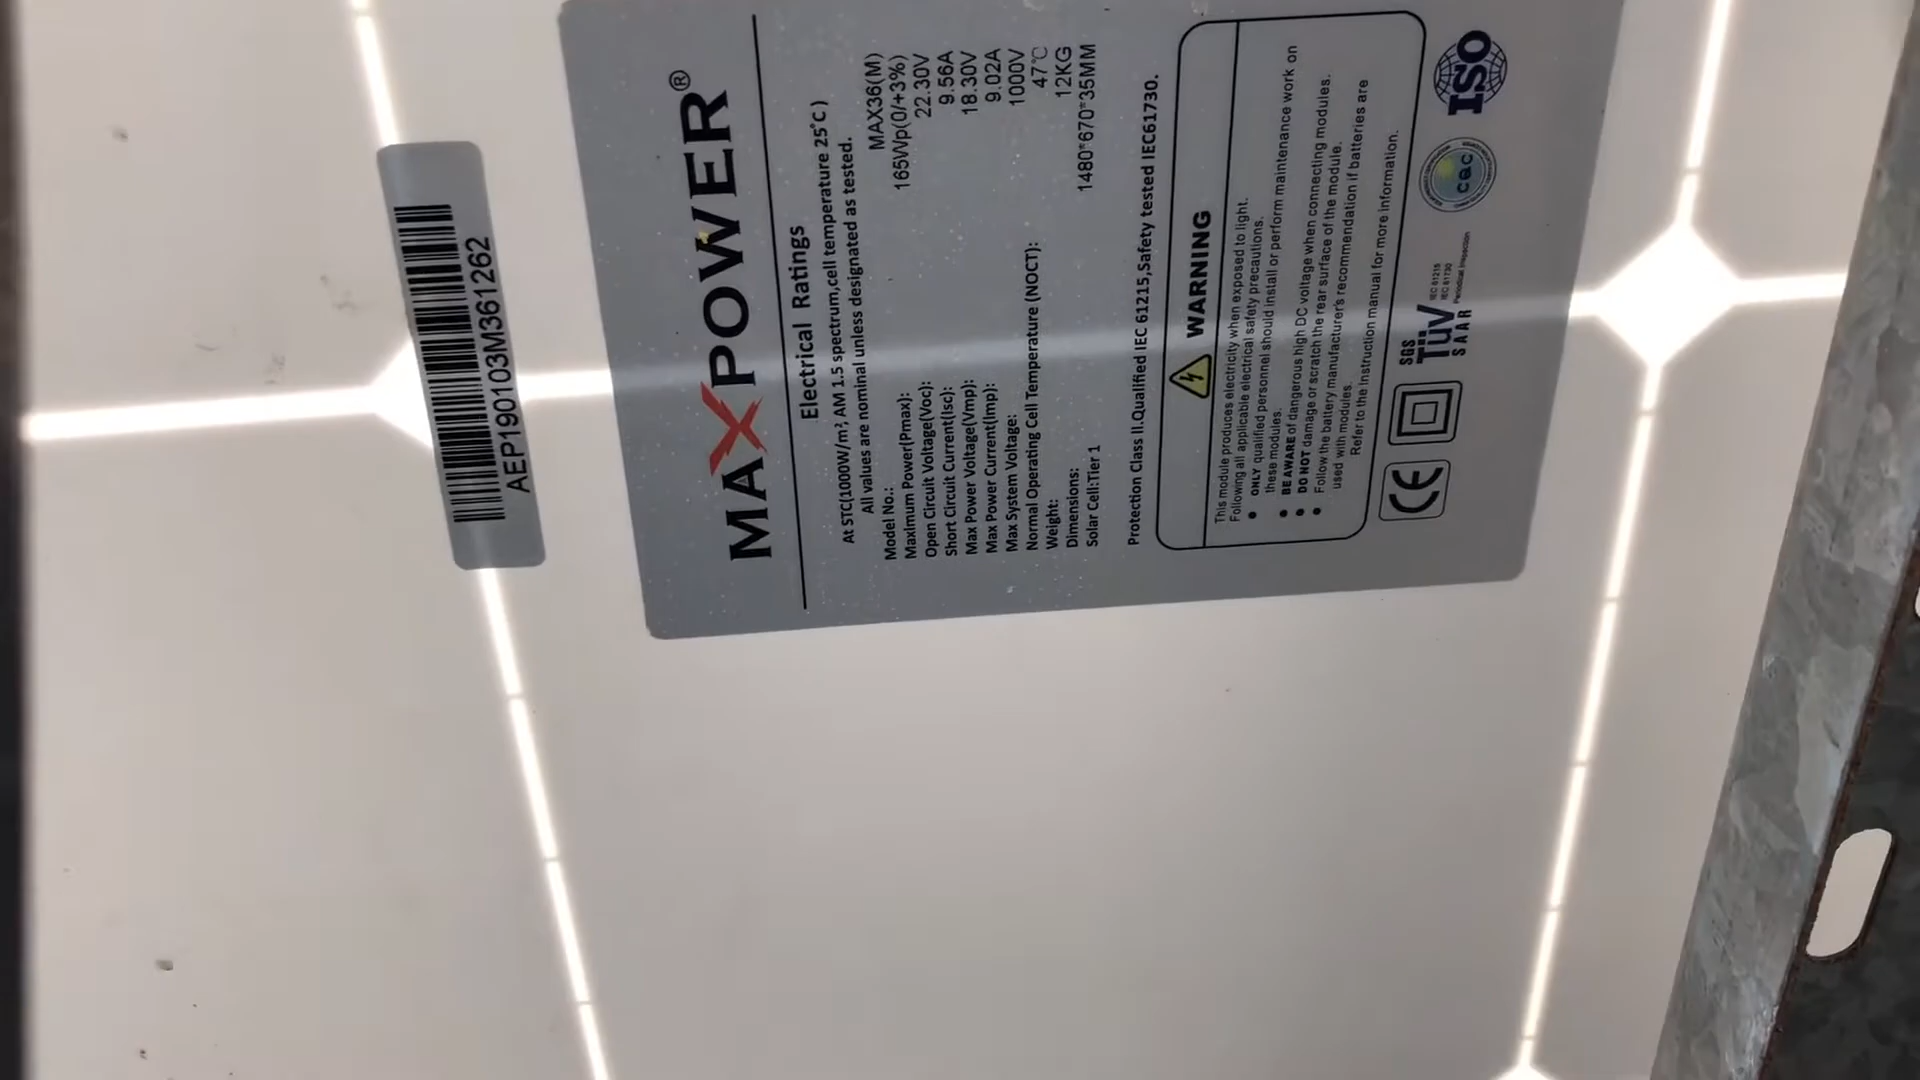 AEP190103M361262
MAXPOWER®
Electrical Ratings
At STC(1000W/m², AM 1.5 spectrum,cell temperature 25°C)
All values are nominal unless designated as tested.
Model No.: MAX36(M)
Maximum Power(Pmax): 165Wp(0/+3%)
Open Circuit Voltage(Voc): 22.30V
Short Circuit Current(Isc): 9.56A
Max Power Voltage(Vmp): 18.30V
Max Power Current(Imp): 9.02A
Max System Voltage: 1000V
Normal Operating Cell Temperature (NOCT): 47℃
Weight: 12KG
Dimensions: 1480*670*35MM
Solar Cell:Tier 1
Protection Class II.Qualified IEC 61215,Safety tested IEC61730.
WARNING
This module produces electricity when exposed to light.
Following all applicable electrical safety precautions.
● ONLY qualified personnel should install or perform maintenance work on
these modules.
● BE AWARE of dangerous high DC voltage when connecting modules.
● DO NOT damage or scratch the rear surface of the module.
● Follow the battery manufacturer's recommendation if batteries are
used with modules.
Refer to the instruction manual for more information.
CE
SGS
TüV
SAAR
IEC 61215
IEC 61730
Periodical Inspection
cqc
ISO